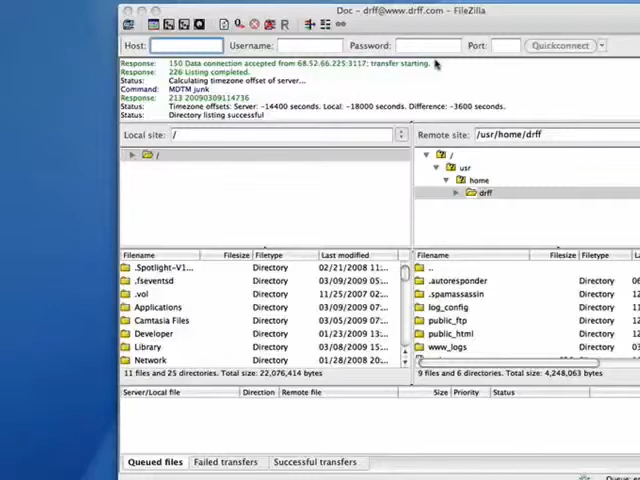 Doc - drff@www.drff.com - FileZilla
Host: Username: Password: Port: Quickconnect
Response: 150 Data connection accepted from 68.52.66.225:3117; transfer starting.
Response: 226 Listing completed.
Status: Calculating timezone offset of server...
Command: MDTM junk
Response: 213 20090309114736
Status: Timezone offsets: Server: -14400 seconds. Local: -18000 seconds. Difference: -3600 seconds.
Status: Directory listing successful
Local site: / Remote site: /usr/home/drff
/ /
usr
home
drff
Filename Filesize Filetype Last modified Filename Filesize Filetype
.Spotlight-V1... Directory 02/21/2008 11:... ..
.fseventsd Directory 03/09/2009 05:... .autoresponder Directory
.vol Directory 11/25/2007 02:... .spamassassin Directory
Applications Directory 03/09/2009 03:... log_config Directory
Camtasia Files Directory 03/05/2009 07:... public_ftp Directory
Developer Directory 01/23/2009 13:... public_html Directory
Library Directory 03/08/2009 15:... www_logs Directory
Network Directory 01/28/2008 20:...
11 files and 25 directories. Total size: 22,076,414 bytes 9 files and 6 directories. Total size: 4,248,063 bytes
Server/Local file Direction Remote file Size Priority Status
Queued files Failed transfers Successful transfers